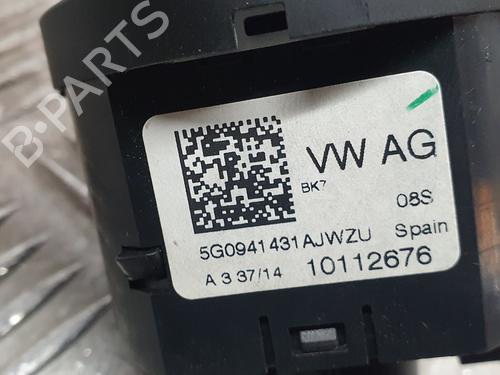 B-PARTS
VW AG
BK7
08S
5G0941431AJWZU Spain
A 3 37/14 10112676